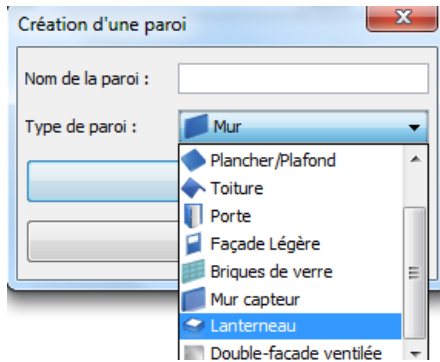 Création d'une paroi
Nom de la paroi :
Type de paroi :
Mur
Plancher/Plafond
Toiture
Porte
Façade Légère
Briques de verre
Mur capteur
Lanterneau
Double-facade ventilée